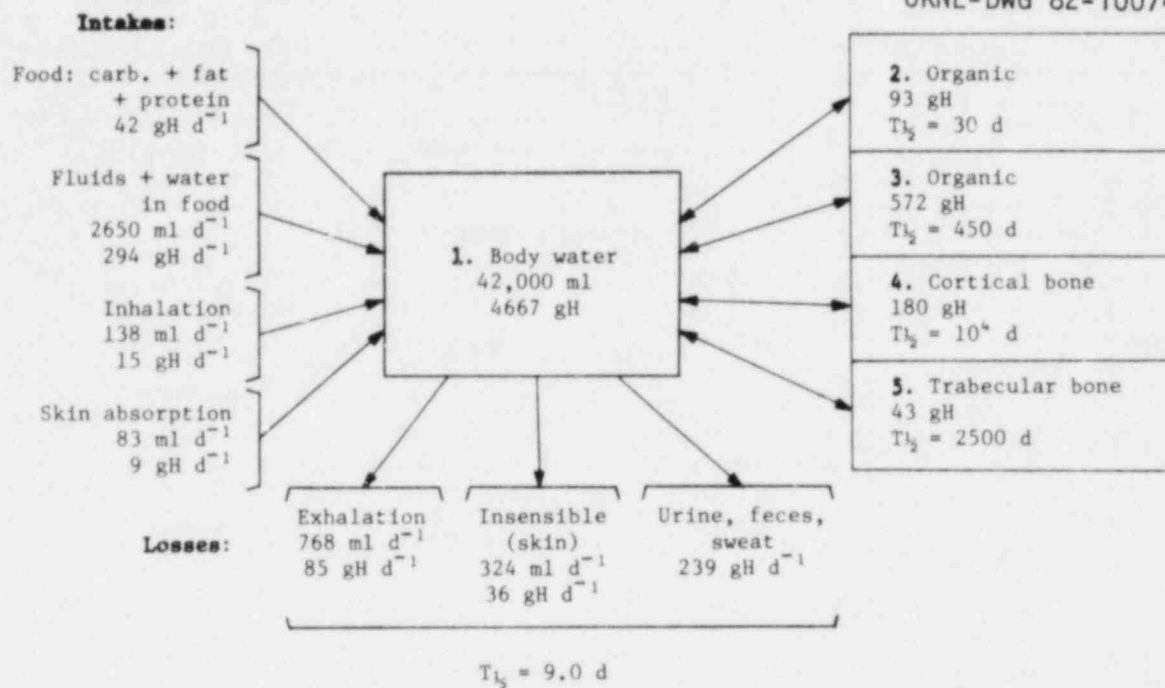 ORNL-DWG 82-10074
Intakes:
Food: carb. + fat
+ protein
42 gH d⁻¹
Fluids + water
in food
2650 ml d⁻¹
294 gH d⁻¹
Inhalation
138 ml d⁻¹
15 gH d⁻¹
Skin absorption
83 ml d⁻¹
9 gH d⁻¹
1. Body water
42,000 ml
4667 gH
2. Organic
93 gH
T½ = 30 d
3. Organic
572 gH
T½ = 450 d
4. Cortical bone
180 gH
T½ = 10⁴ d
5. Trabecular bone
43 gH
T½ = 2500 d
Losses:
Exhalation
768 ml d⁻¹
85 gH d⁻¹
Insensible
(skin)
324 ml d⁻¹
36 gH d⁻¹
Urine, feces,
sweat
239 gH d⁻¹
T½ = 9.0 d